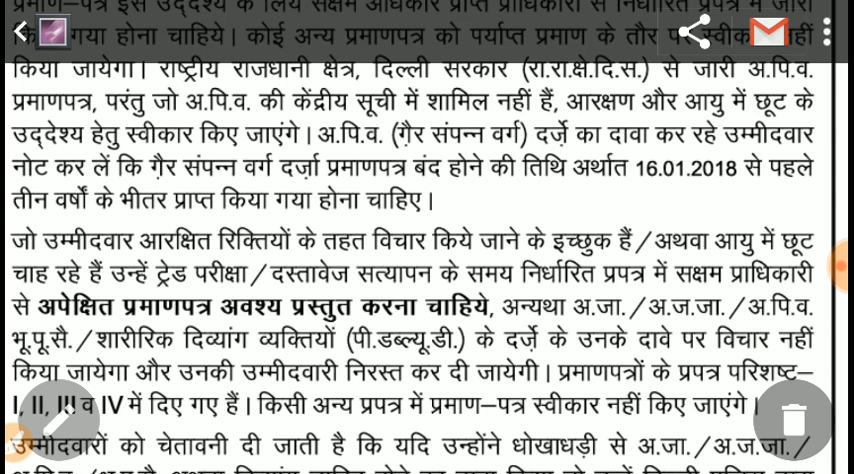 प्रमाण–पत्र इस उद्देश्य के लिये सक्षम अधिकार प्राप्त प्राधिकारी से निर्धारित प्रपत्र में जारी
गया होना चाहिये। कोई अन्य प्रमाणपत्र को पर्याप्त प्रमाण के तौर
किया जायेगा। राष्ट्रीय राजधानी क्षेत्र, दिल्ली सरकार (रा.रा.क्षे.दि.स.) से जारी अ.पि.व.
प्रमाणपत्र, परंतु जो अ.पि.व. की केंद्रीय सूची में शामिल नहीं हैं, आरक्षण और आयु में छूट के
उद्देश्य हेतु स्वीकार किए जाएंगे। अ.पि.व. (ग़ैर संपन्न वर्ग) दर्ज़े का दावा कर रहे उम्मीदवार
नोट कर लें कि ग़ैर संपन्न वर्ग दर्ज़ा प्रमाणपत्र बंद होने की तिथि अर्थात 16.01.2018 से पहले
तीन वर्षों के भीतर प्राप्त किया गया होना चाहिए।
जो उम्मीदवार आरक्षित रिक्तियों के तहत विचार किये जाने के इच्छुक हैं/अथवा आयु में छूट
चाह रहे हैं उन्हें ट्रेड परीक्षा/दस्तावेज सत्यापन के समय निर्धारित प्रपत्र में सक्षम प्राधिकारी
से अपेक्षित प्रमाणपत्र अवश्य प्रस्तुत करना चाहिये, अन्यथा अ.जा./अ.ज.जा./अ.पि.व.
भू.पू.सै./शारीरिक दिव्यांग व्यक्तियों (पी.डब्ल्यू.डी.) के दर्ज़े के उनके दावे पर विचार नहीं
किया जायेगा और उनकी उम्मीदवारी निरस्त कर दी जायेगी। प्रमाणपत्रों के प्रपत्र परिशष्ट–
I, II, III व IV में दिए गए हैं। किसी अन्य प्रपत्र में प्रमाण–पत्र स्वीकार नहीं किए जाएंगे।
उम्मीदवारों को चेतावनी दी जाती है कि यदि उन्होंने धोखाधड़ी से अ.जा./अ.ज.जा./